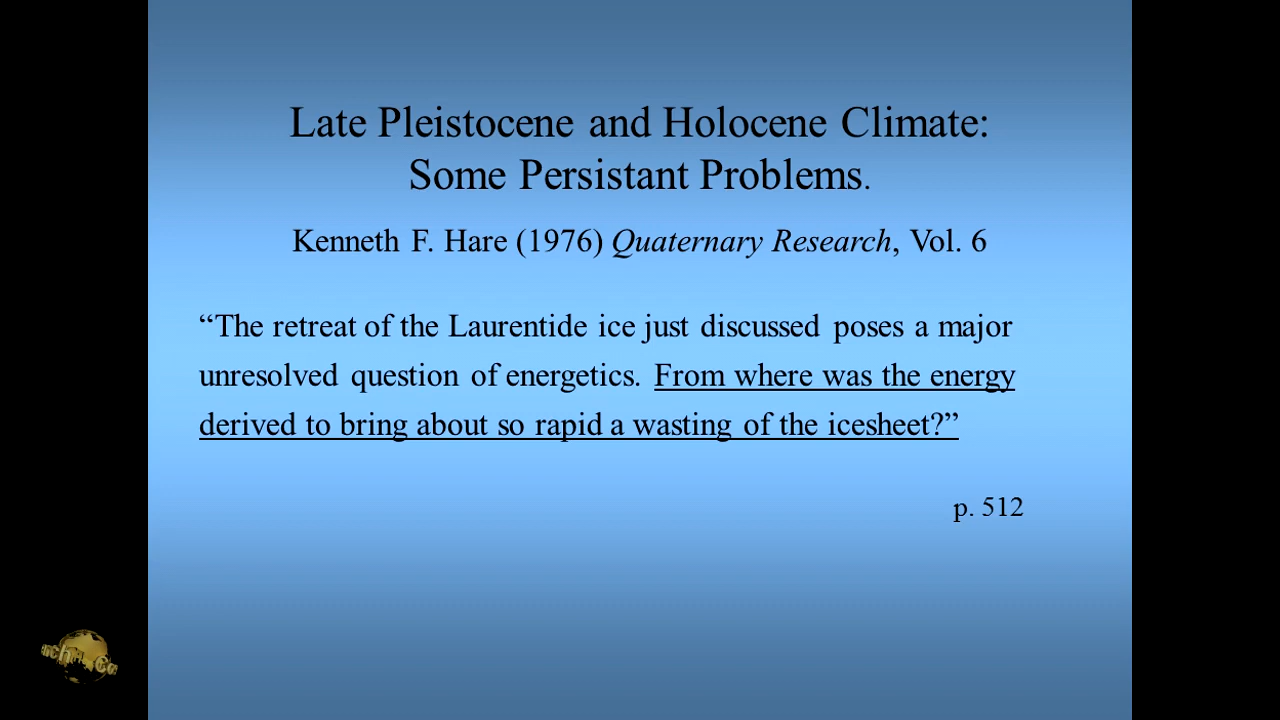 Late Pleistocene and Holocene Climate:
Some Persistant Problems.
Kenneth F. Hare (1976) Quaternary Research, Vol. 6
“The retreat of the Laurentide ice just discussed poses a major
unresolved question of energetics. From where was the energy
derived to bring about so rapid a wasting of the icesheet?”
p. 512